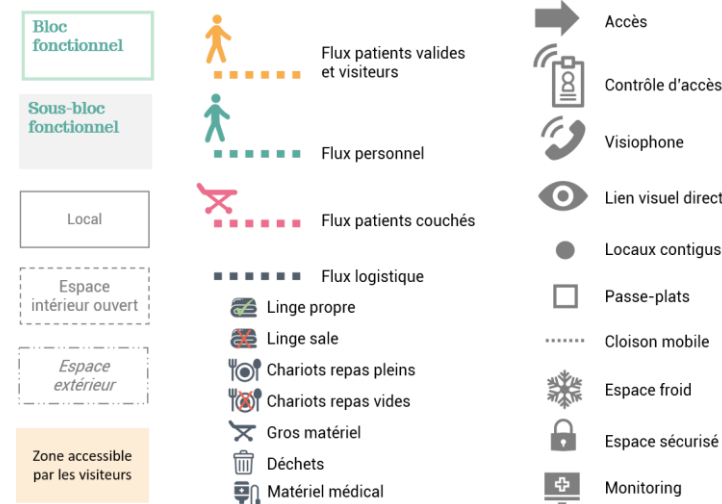 Bloc
fonctionnel
Sous-bloc
fonctionnel
Local
Espace
intérieur ouvert
Espace
extérieur
Zone accessible
par les visiteurs
Flux patients valides
et visiteurs
Flux personnel
Flux patients couchés
Flux logistique
Linge propre
Linge sale
Chariots repas pleins
Chariots repas vides
Gros matériel
Déchets
Matériel médical
Accès
Contrôle d'accès
Visiophone
Lien visuel direct
Locaux contigus
Passe-plats
Cloison mobile
Espace froid
Espace sécurisé
Monitoring